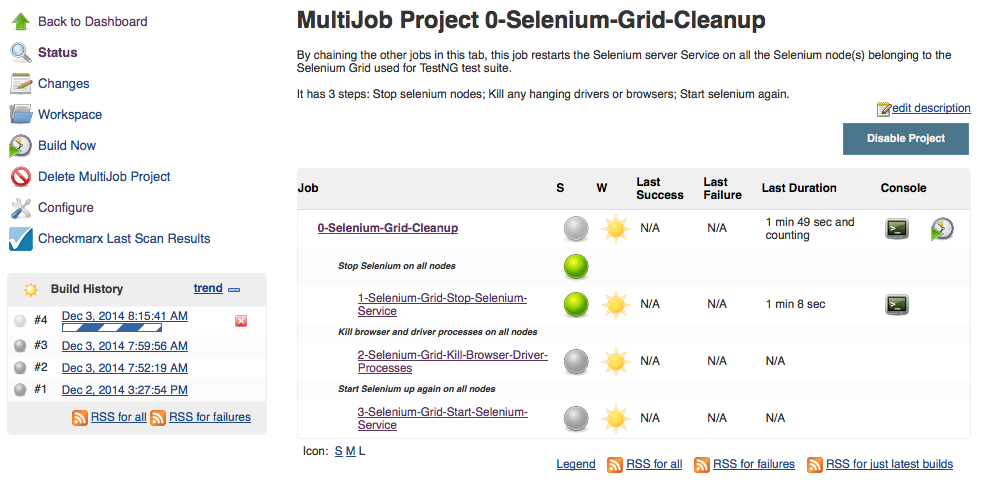 Back to Dashboard
Status
Changes
Workspace
Build Now
Delete MultiJob Project
Configure
Checkmarx Last Scan Results
Build History trend
#4 Dec 3, 2014 8:15:41 AM
#3 Dec 3, 2014 7:59:56 AM
#2 Dec 3, 2014 7:52:19 AM
#1 Dec 2, 2014 3:27:54 PM
RSS for all RSS for failures
MultiJob Project 0-Selenium-Grid-Cleanup
By chaining the other jobs in this tab, this job restarts the Selenium server Service on all the Selenium node(s) belonging to the
Selenium Grid used for TestNG test suite.
It has 3 steps: Stop selenium nodes; Kill any hanging drivers or browsers; Start selenium again.
edit description
Disable Project
Job S W Last Success Last Failure Last Duration Console
0-Selenium-Grid-Cleanup N/A N/A 1 min 49 sec and counting
Stop Selenium on all nodes
1-Selenium-Grid-Stop-Selenium-
Service N/A N/A 1 min 8 sec
Kill browser and driver processes on all nodes
2-Selenium-Grid-Kill-Browser-Driver-
Processes N/A N/A N/A
Start Selenium up again on all nodes
3-Selenium-Grid-Start-Selenium-
Service N/A N/A N/A
Icon: S M L
Legend RSS for all RSS for failures RSS for just latest builds